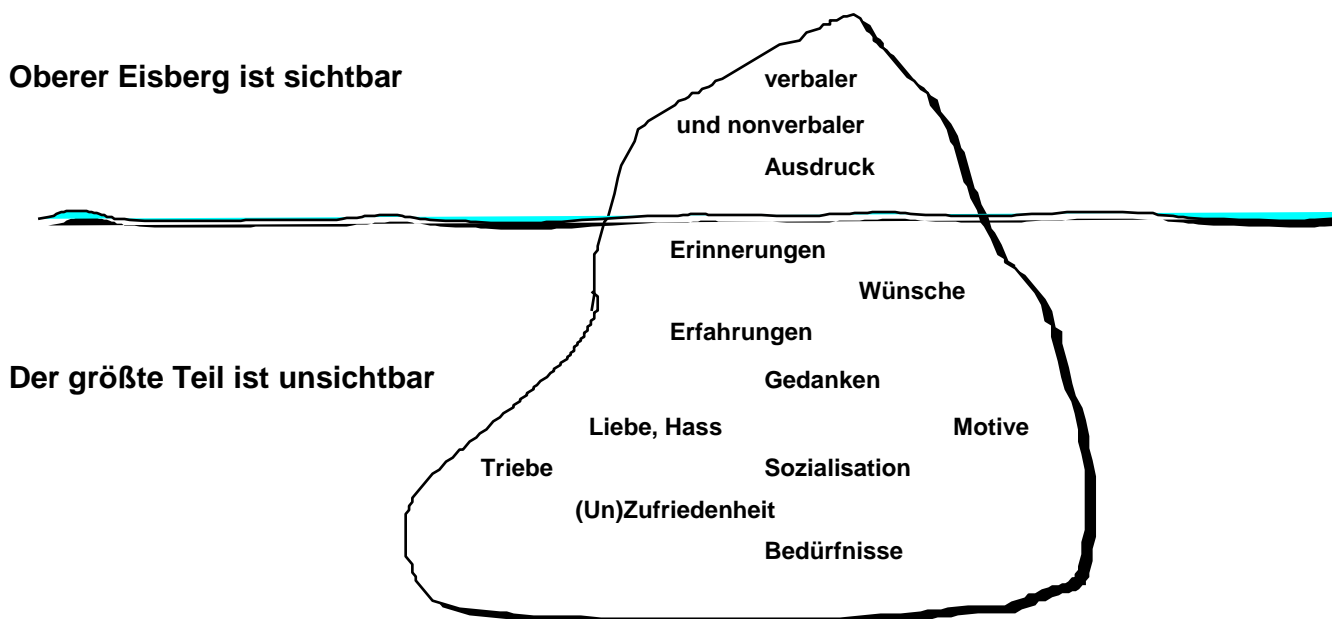 Oberer Eisberg ist sichtbar
verbaler
und nonverbaler
Ausdruck
Erinnerungen
Wünsche
Erfahrungen
Der größte Teil ist unsichtbar
Gedanken
Liebe, Hass
Motive
Triebe
Sozialisation
(Un)Zufriedenheit
Bedürfnisse